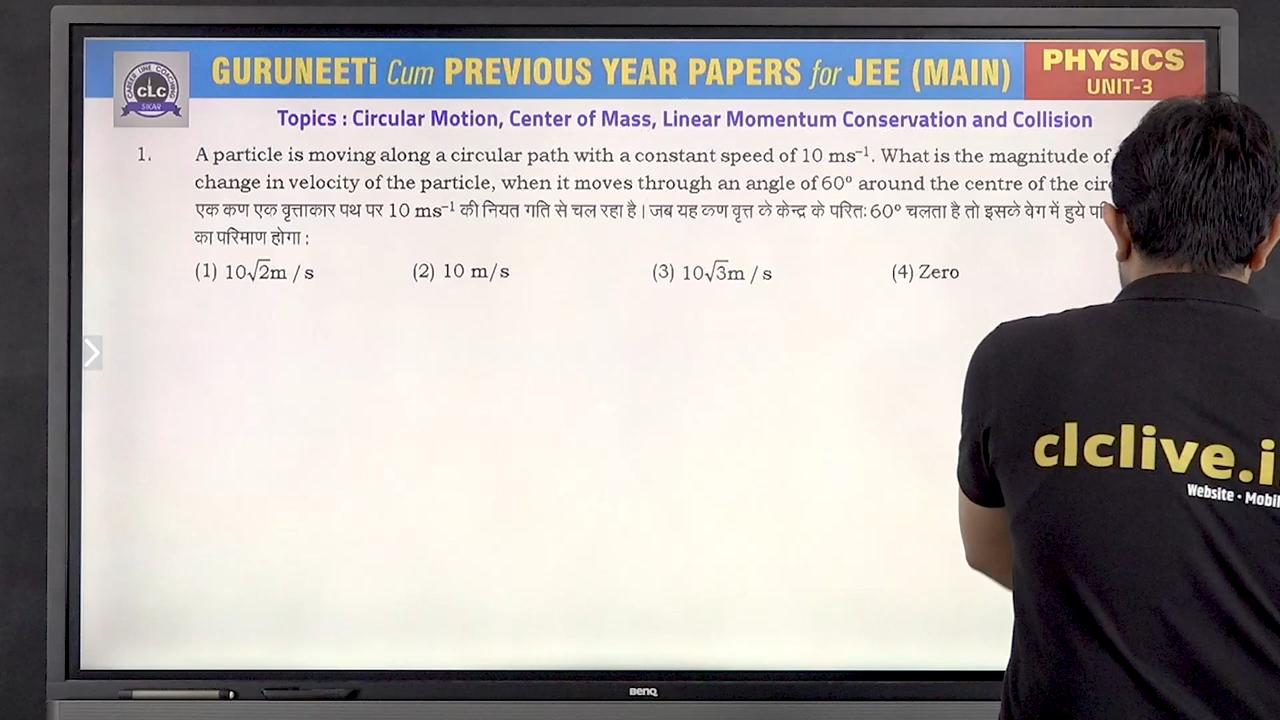 GURUNEETi Cum PREVIOUS YEAR PAPERS for JEE (MAIN)
PHYSICS
UNIT-3
CAREER LINE COACHING
CLC
SIKAR
Topics : Circular Motion, Center of Mass, Linear Momentum Conservation and Collision
1. A particle is moving along a circular path with a constant speed of 10 ms⁻¹. What is the magnitude of
change in velocity of the particle, when it moves through an angle of 60° around the centre of the
एक कण एक वृत्ताकार पथ पर 10 ms⁻¹ की नियत गति से चल रहा है। जब यह कण वृत्त के केन्द्र के परितः 60° चलता है तो इसके वेग में हुये
का परिमाण होगा :
(1) 10√2m / s (2) 10 m/s (3) 10√3m / s (4) Zero
clclive.i
Website • Mobil
BENQ